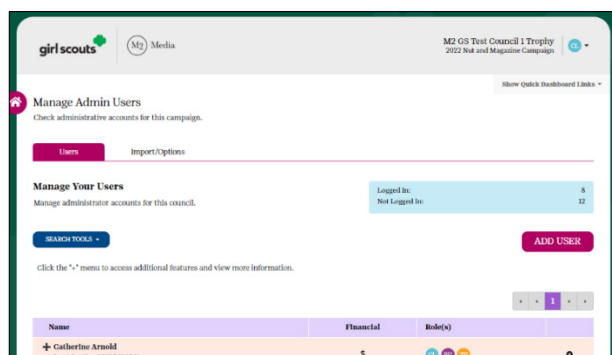 girl scouts
M2 Media
M2 GS Test Council 1 Trophy
2022 Nut and Magazine Campaign
CL
Show Quick Dashboard Links
Manage Admin Users
Check administrative accounts for this campaign.
Users
Import/Options
Manage Your Users
Manage administrator accounts for this council.
Logged In: 8
Not Logged In: 12
SEARCH TOOLS
ADD USER
Click the "+" menu to access additional features and view more information.
« ‹ 1 › »
Name Financial Role(s)
+ Catherine Arnold
$
CL